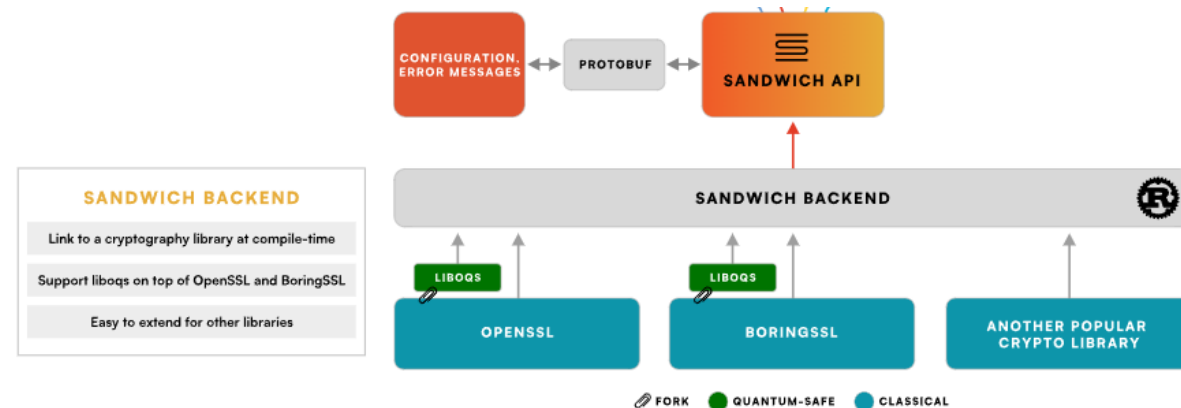 CONFIGURATION,
ERROR MESSAGES
PROTOBUF
SANDWICH API
SANDWICH BACKEND
Link to a cryptography library at compile-time
Support liboqs on top of OpenSSL and BoringSSL
Easy to extend for other libraries
SANDWICH BACKEND
R
LIBOQS
LIBOQS
OPENSSL
BORINGSSL
ANOTHER POPULAR
CRYPTO LIBRARY
FORK
QUANTUM-SAFE
CLASSICAL